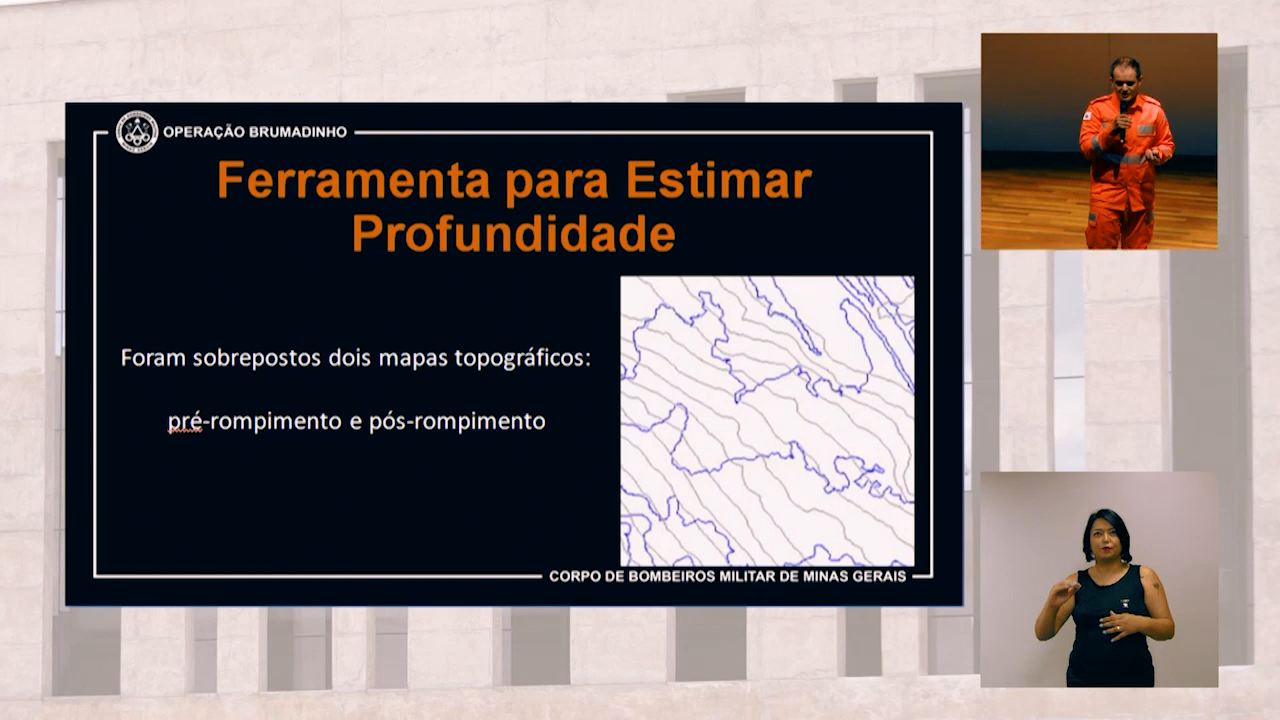 OPERAÇÃO BRUMADINHO
Ferramenta para Estimar
Profundidade
Foram sobrepostos dois mapas topográficos:
pré-rompimento e pós-rompimento
CORPO DE BOMBEIROS MILITAR DE MINAS GERAIS